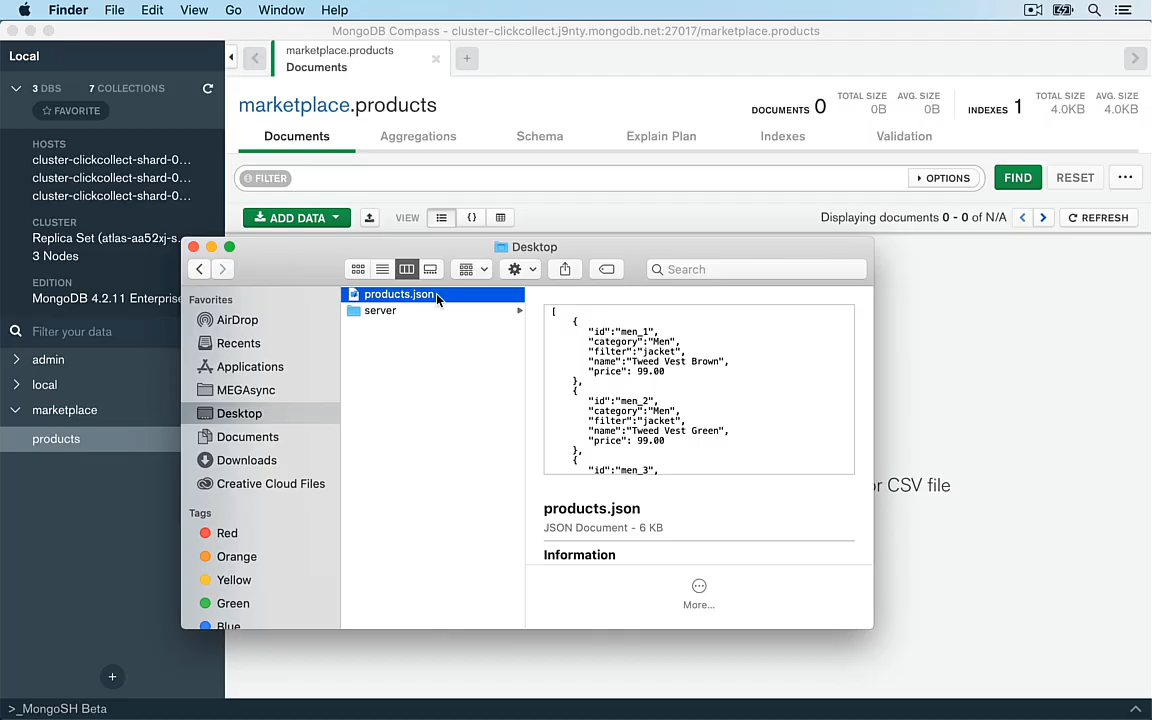 Finder File Edit View Go Window Help
MongoDB Compass - cluster-clickcollect.j9nty.mongodb.net:27017/marketplace.products
Local
3 DBS 7 COLLECTIONS
☆ FAVORITE
HOSTS
cluster-clickcollect-shard-0...
cluster-clickcollect-shard-0...
cluster-clickcollect-shard-0...
CLUSTER
Replica Set (atlas-aa52xj-s...
3 Nodes
EDITION
MongoDB 4.2.11 Enterprise
Filter your data
admin
local
marketplace
products
>_MongoSH Beta
marketplace.products
Documents
marketplace.products
DOCUMENTS 0
TOTAL SIZE
0B
AVG. SIZE
0B
INDEXES 1
TOTAL SIZE
4.0KB
AVG. SIZE
4.0KB
Documents Aggregations Schema Explain Plan Indexes Validation
FILTER
OPTIONS
FIND
RESET
...
ADD DATA
VIEW
{}
Displaying documents 0 - 0 of N/A
REFRESH
or CSV file
Desktop
Search
Favorites
AirDrop
Recents
Applications
MEGAsync
Desktop
Documents
Downloads
Creative Cloud Files
Tags
Red
Orange
Yellow
Green
Blue
products.json
server
[
{
"id":"men_1",
"category":"Men",
"filter":"jacket",
"name":"Tweed Vest Brown",
"price": 99.00
},
{
"id":"men_2",
"category":"Men",
"filter":"jacket",
"name":"Tweed Vest Green",
"price": 99.00
},
{
"id":"men_3",
products.json
JSON Document - 6 KB
Information
More...